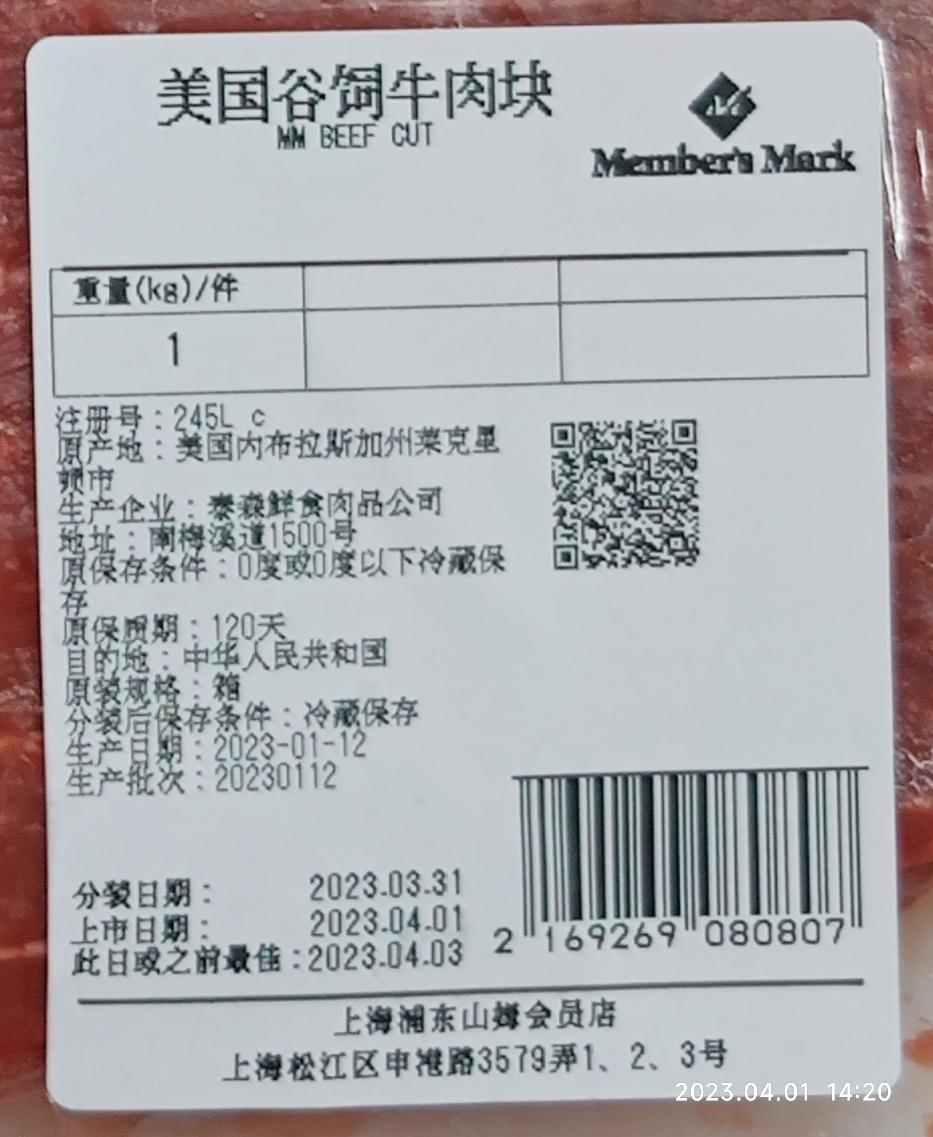 美国谷饲牛肉块
MM BEEF CUT
Member's Mark
重量(kg)/件
1
注册号：245L c
原产地：美国内布拉斯加州莱克星
顿市
生产企业：泰森鲜食肉品公司
地址：南梅溪道1500号
原保存条件：0度或0度以下冷藏保
存
原保质期：120天
目的地：中华人民共和国
原装规格：箱
分装后保存条件：冷藏保存
生产日期：2023-01-12
生产批次：20230112
分装日期： 2023.03.31
上市日期： 2023.04.01
此日或之前最佳：2023.04.03
2 169269 080807
上海浦东山姆会员店
上海松江区申港路3579弄1、2、3号
2023.04.01 14:20